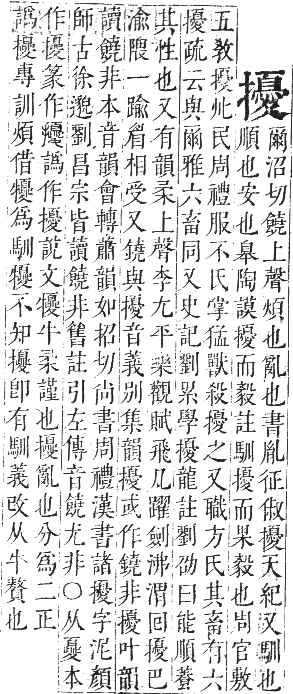 擾
爾沼切饒上聲煩也亂也書胤征俶擾天紀又馴也
順也安也皐陶謨擾而毅註馴擾而果毅也周官敷
五敎擾兆民周禮服不氏掌猛獸殺擾之又職方氏其畜有六
擾疏云與爾雅六畜同又史記劉累學擾龍註劉劭曰能順養
其性也又有韻柔上聲李尤平樂觀賦飛凡躍劍沸渭回擾巴
渝隈一踰肩相受又饒與擾音義別集韻擾或作饒非擾叶韻
讀饒非本音韻會轉蕭韻如招切尚書周禮漢書諸擾字泥顏
師古徐邈劉昌宗皆讀饒非舊註引左傳音饒尤非○从夒本
作擾篆作譌作擾說文犪牛柔謹也擾亂也分爲二正
譌擾專訓煩借犪爲馴犪不知擾卽有馴義改从牛贅也